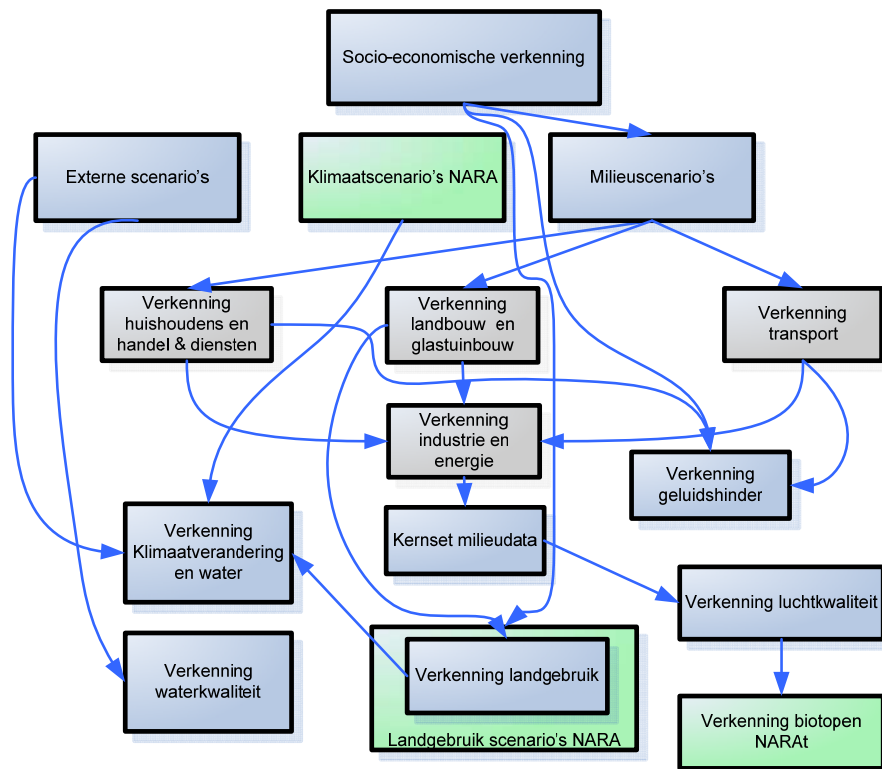 Socio-economische verkenning
Externe scenario's
Klimaatscenario's NARA
Milieuscenario's
Verkenning
huishoudens en
handel & diensten
Verkenning
landbouw en
glastuinbouw
Verkenning
transport
Verkenning
industrie en
energie
Verkenning
geluidshinder
Verkenning
Klimaatverandering
en water
Kernset milieudata
Verkenning luchtkwaliteit
Verkenning
waterkwaliteit
Verkenning landgebruik
Landgebruik scenario's NARA
Verkenning biotopen
NARAt